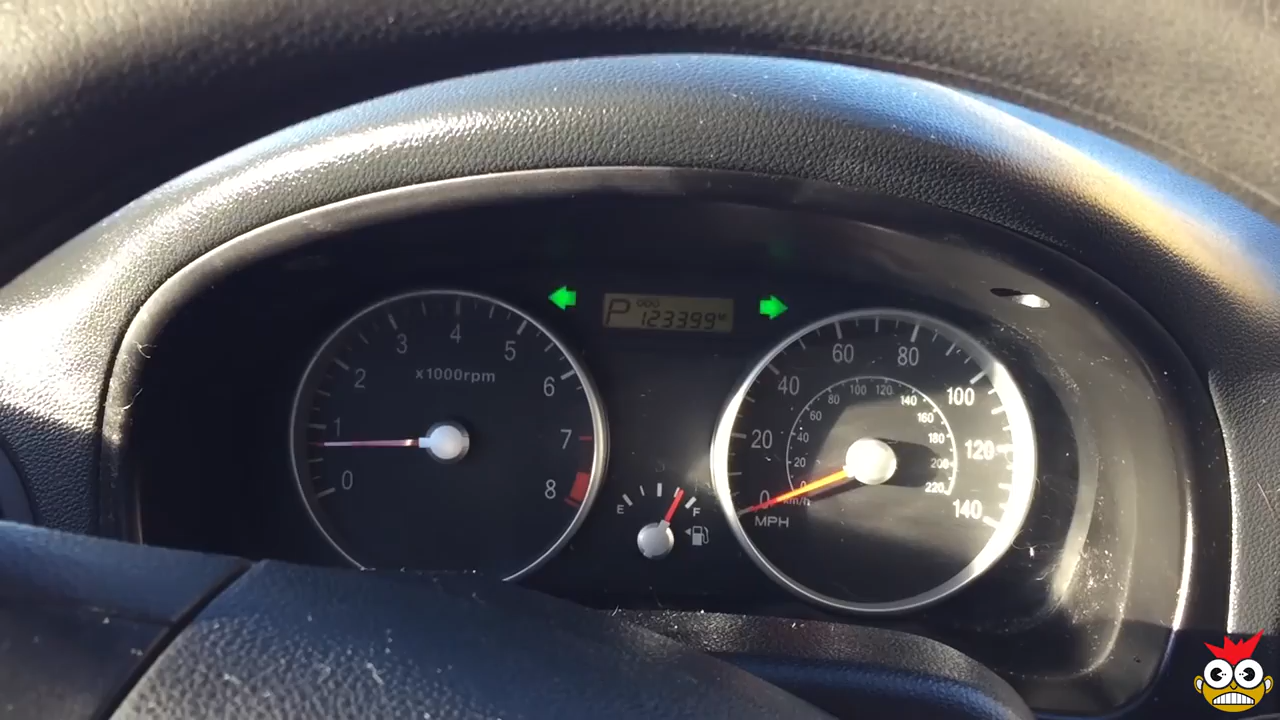 P 000
123399 M
x1000rpm
0 1 2 3 4 5 6 7 8
E F
0 20 40 60 80 100 120 140
0 20 40 60 80 100 120 140 160 180 200 220
km/h
MPH